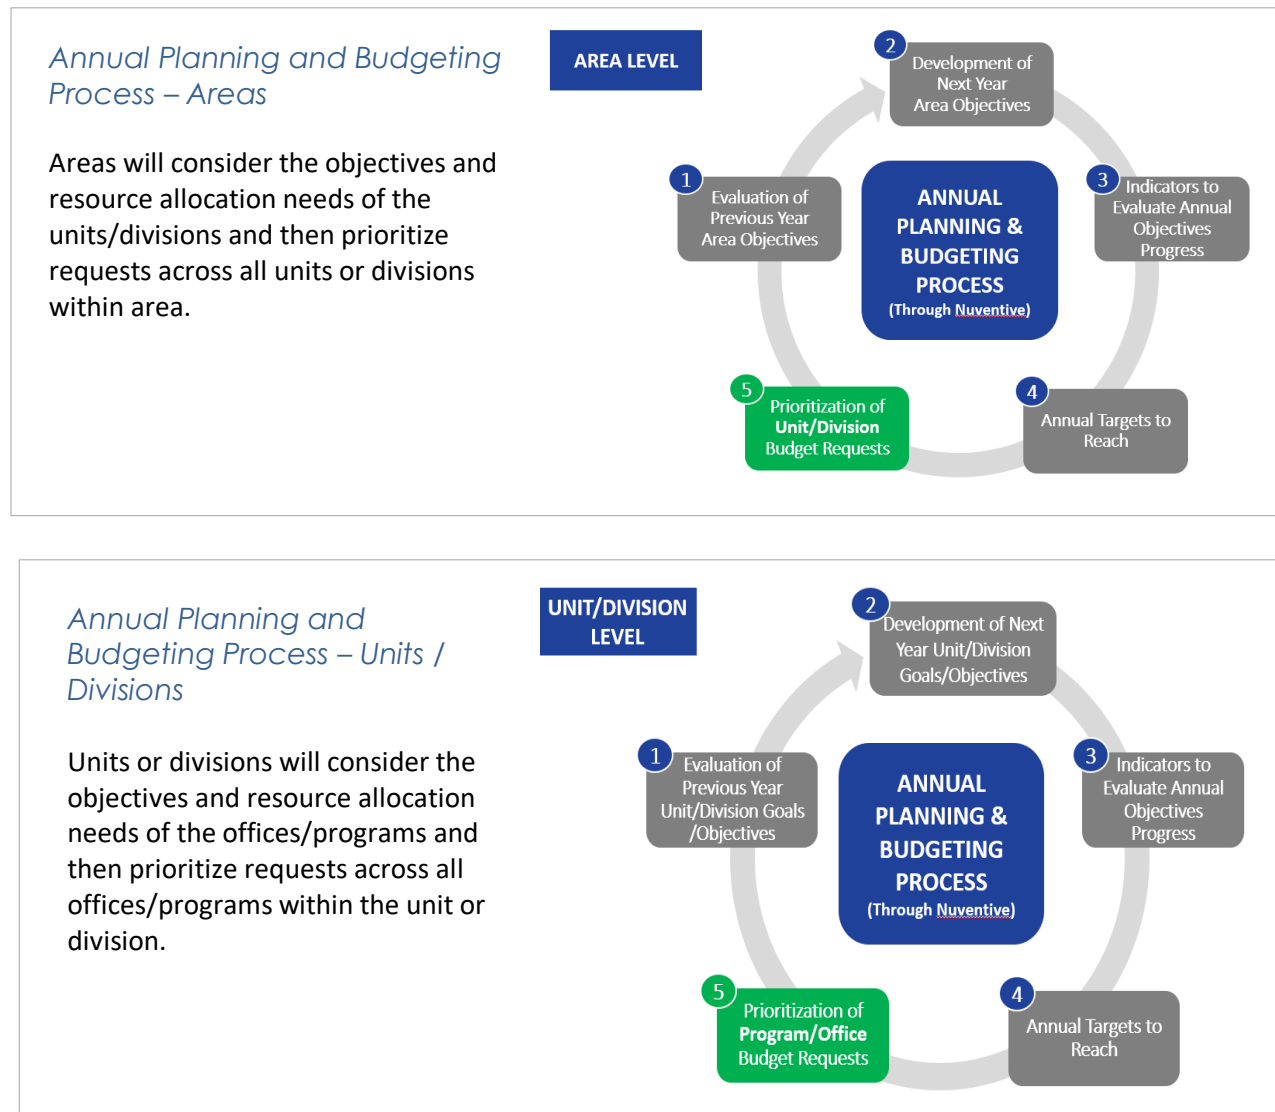 Annual Planning and Budgeting
Process – Areas
Areas will consider the objectives and
resource allocation needs of the
units/divisions and then prioritize
requests across all units or divisions
within area.
AREA LEVEL
2
Development of
Next Year
Area Objectives
1
Evaluation of
Previous Year
Area Objectives
ANNUAL
PLANNING &
BUDGETING
PROCESS
(Through Nuventive)
3
Indicators to
Evaluate Annual
Objectives
Progress
5
Prioritization of
Unit/Division
Budget Requests
4
Annual Targets to
Reach
Annual Planning and
Budgeting Process – Units /
Divisions
Units or divisions will consider the
objectives and resource allocation
needs of the offices/programs and
then prioritize requests across all
offices/programs within the unit or
division.
UNIT/DIVISION
LEVEL
2
Development of Next
Year Unit/Division
Goals/Objectives
1
Evaluation of
Previous Year
Unit/Division Goals
/Objectives
ANNUAL
PLANNING &
BUDGETING
PROCESS
(Through Nuventive)
3
Indicators to
Evaluate Annual
Objectives
Progress
5
Prioritization of
Program/Office
Budget Requests
4
Annual Targets to
Reach